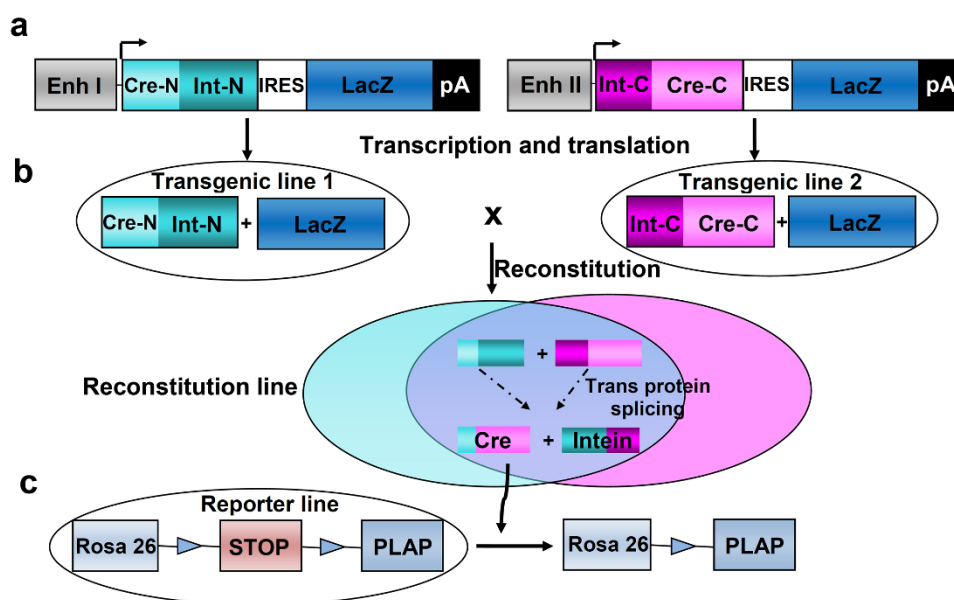 a
Enh I Cre-N Int-N IRES LacZ pA Enh II Int-C Cre-C IRES LacZ pA
Transcription and translation
b
Transgenic line 1 Transgenic line 2
Cre-N Int-N + LacZ x Int-C Cre-C + LacZ
Reconstitution
+
Reconstitution line
Trans protein
splicing
Cre + Intein
c
Reporter line
Rosa 26 STOP PLAP Rosa 26 PLAP